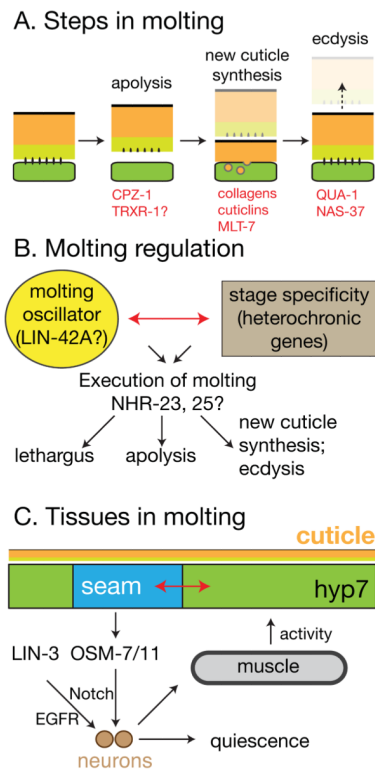 A. Steps in molting
apolysis
new cuticle
synthesis
ecdysis
CPZ-1
TRXR-1?
collagens
cuticlins
MLT-7
QUA-1
NAS-37
B. Molting regulation
molting
oscillator
(LIN-42A?)
stage specificity
(heterochronic
genes)
Execution of molting
NHR-23, 25?
lethargus
apolysis
new cuticle
synthesis;
ecdysis
C. Tissues in molting
cuticle
seam
hyp7
LIN-3 OSM-7/11
activity
muscle
Notch
EGFR
neurons
quiescence